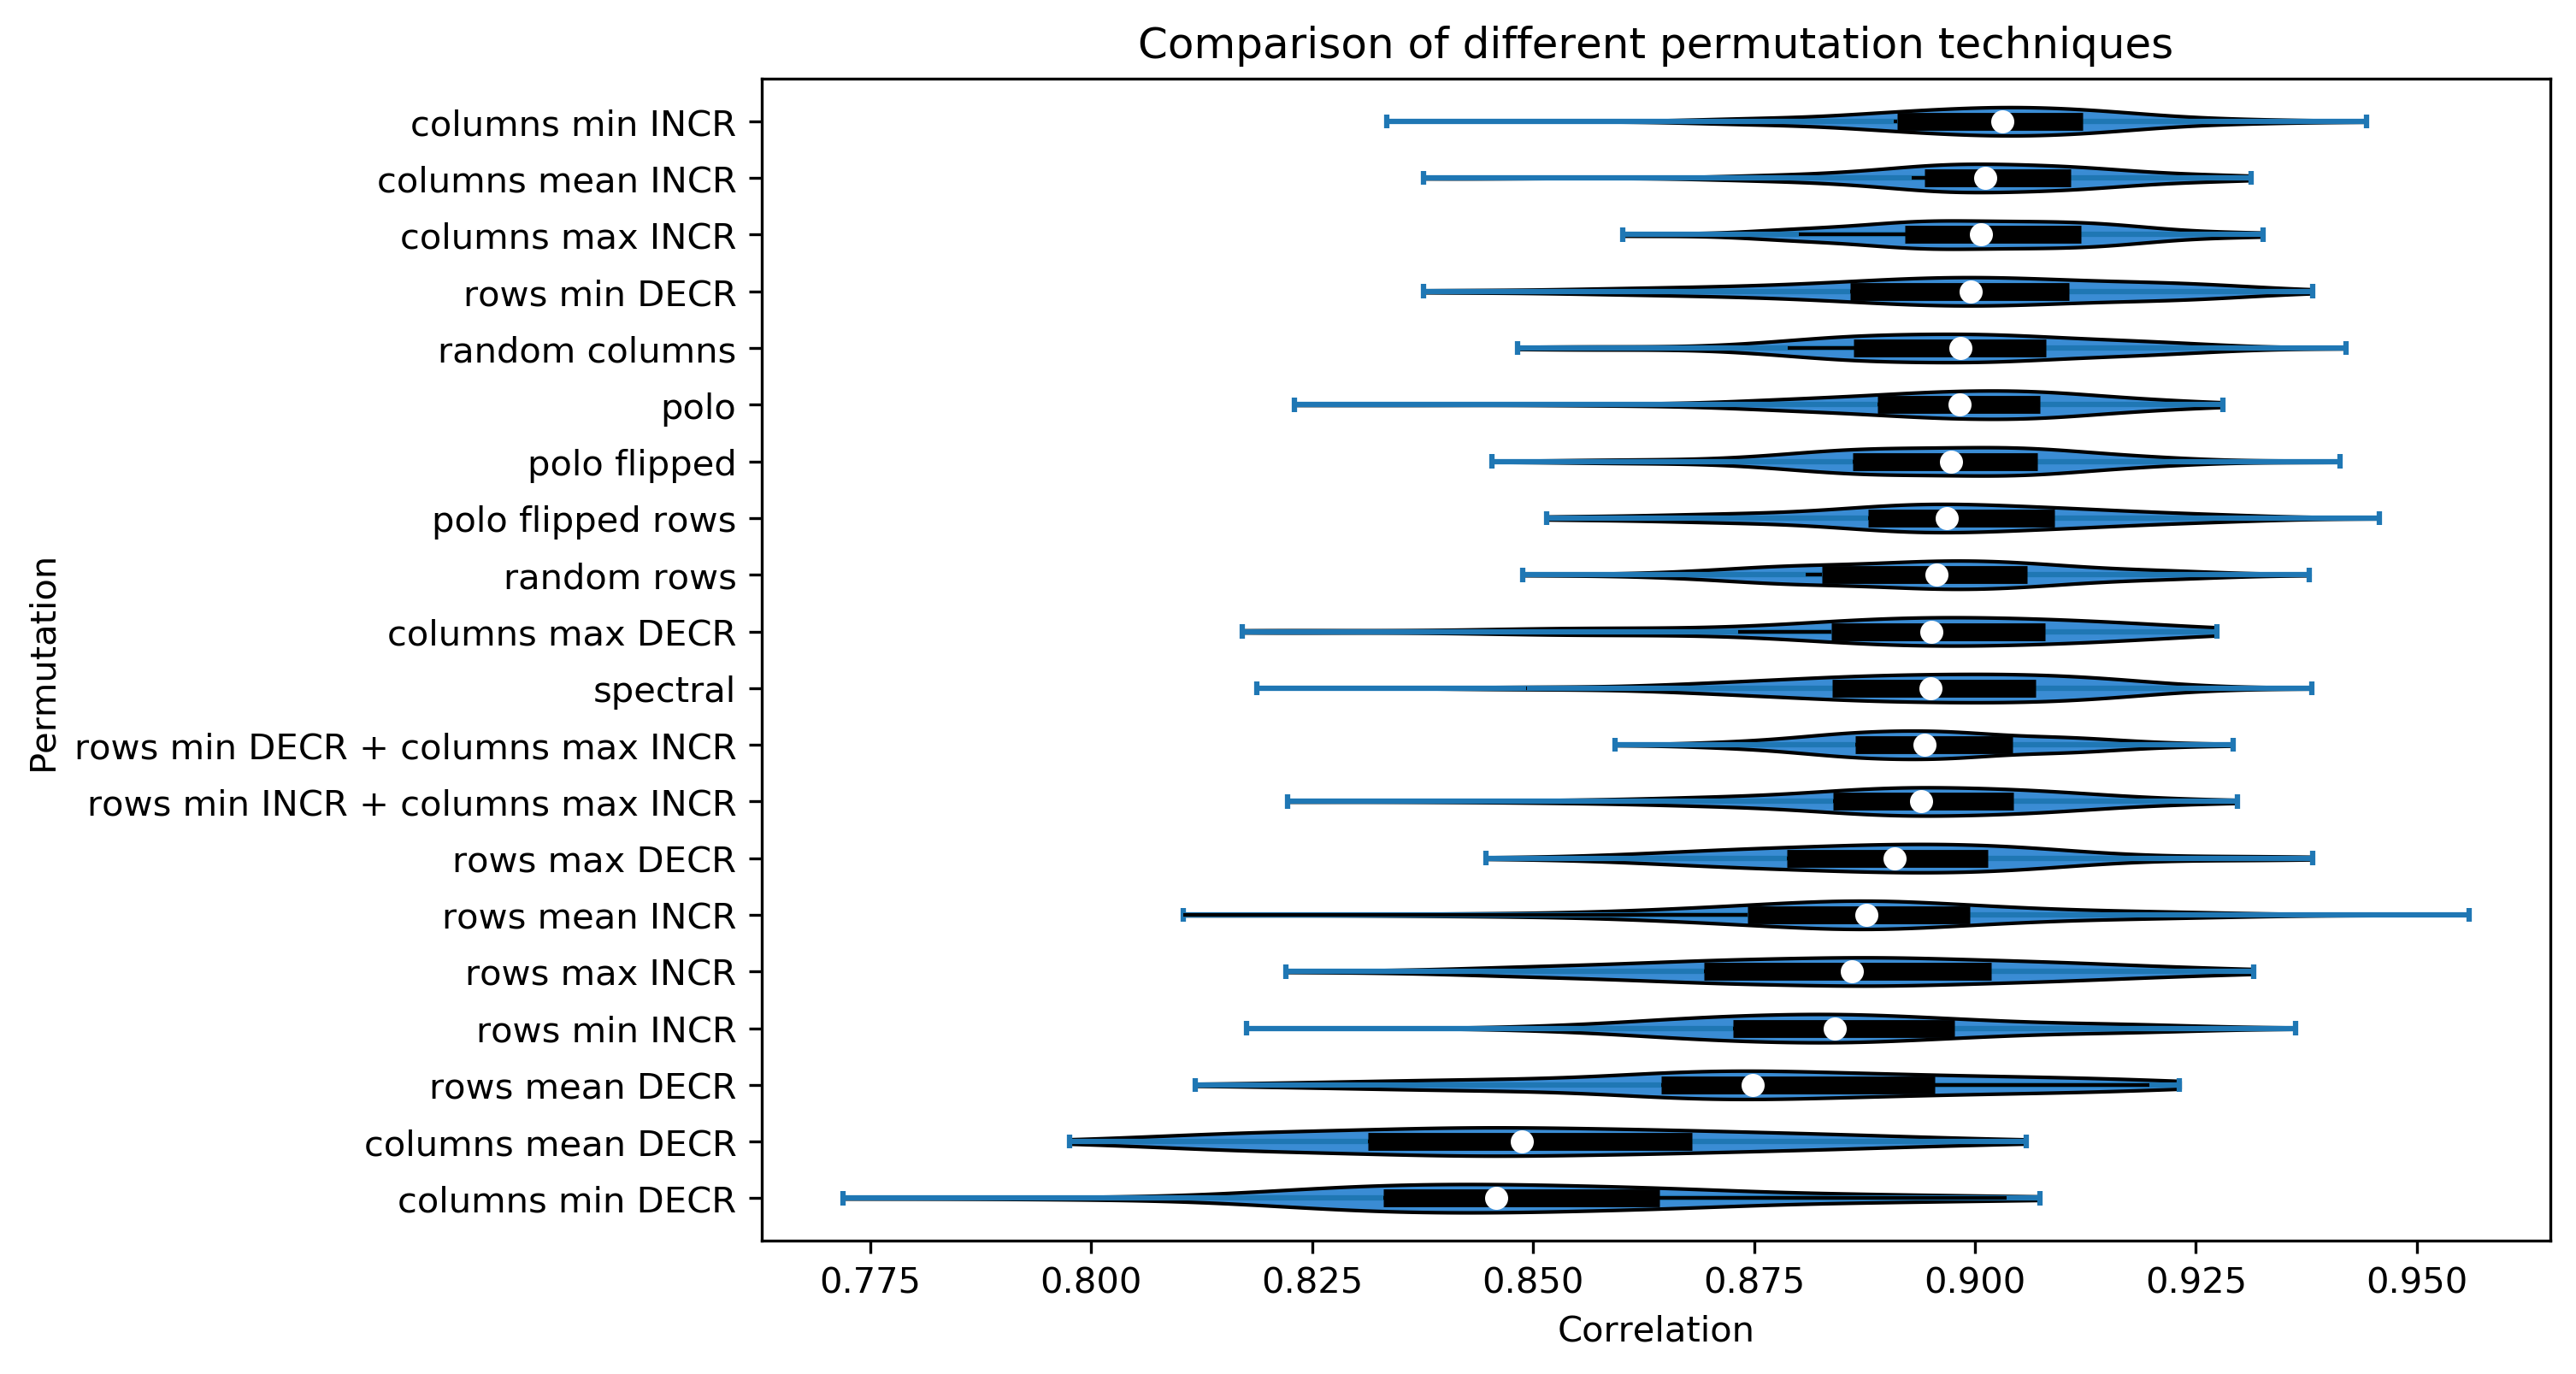 Comparison of different permutation techniques
Permutation
columns min INCR
columns mean INCR
columns max INCR
rows min DECR
random columns
polo
polo flipped
polo flipped rows
random rows
columns max DECR
spectral
rows min DECR + columns max INCR
rows min INCR + columns max INCR
rows max DECR
rows mean INCR
rows max INCR
rows min INCR
rows mean DECR
columns mean DECR
columns min DECR
0.775 0.800 0.825 0.850 0.875 0.900 0.925 0.950
Correlation